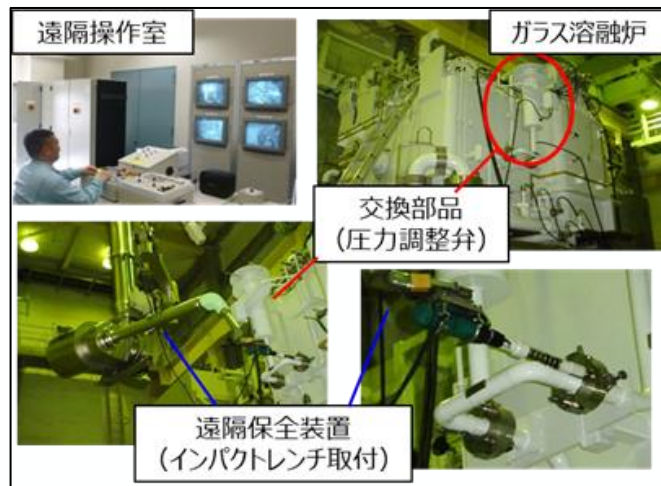 遠隔操作室
ガラス溶融炉
交換部品
（圧力調整弁）
遠隔保全装置
（インパクトレンチ取付）